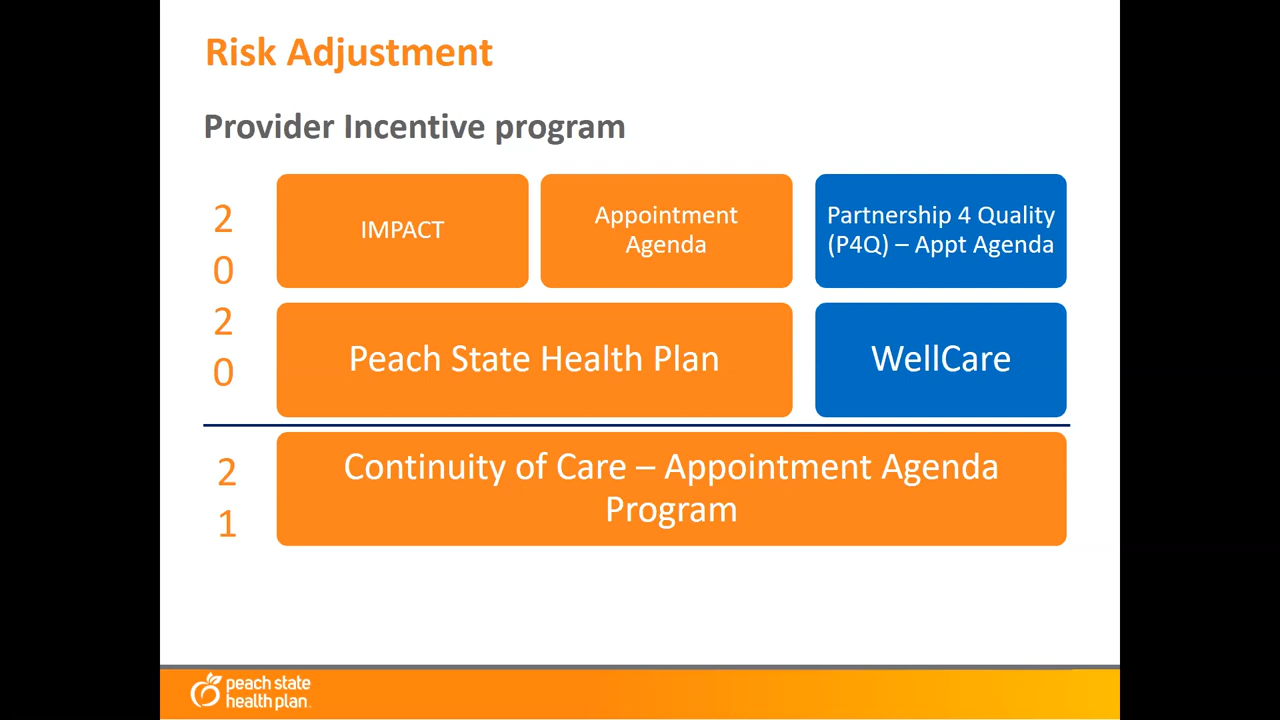 Risk Adjustment
Provider Incentive program
2
0
2
0
IMPACT
Appointment
Agenda
Partnership 4 Quality
(P4Q) – Appt Agenda
Peach State Health Plan
WellCare
2
1
Continuity of Care – Appointment Agenda
Program
peach state
health plan.